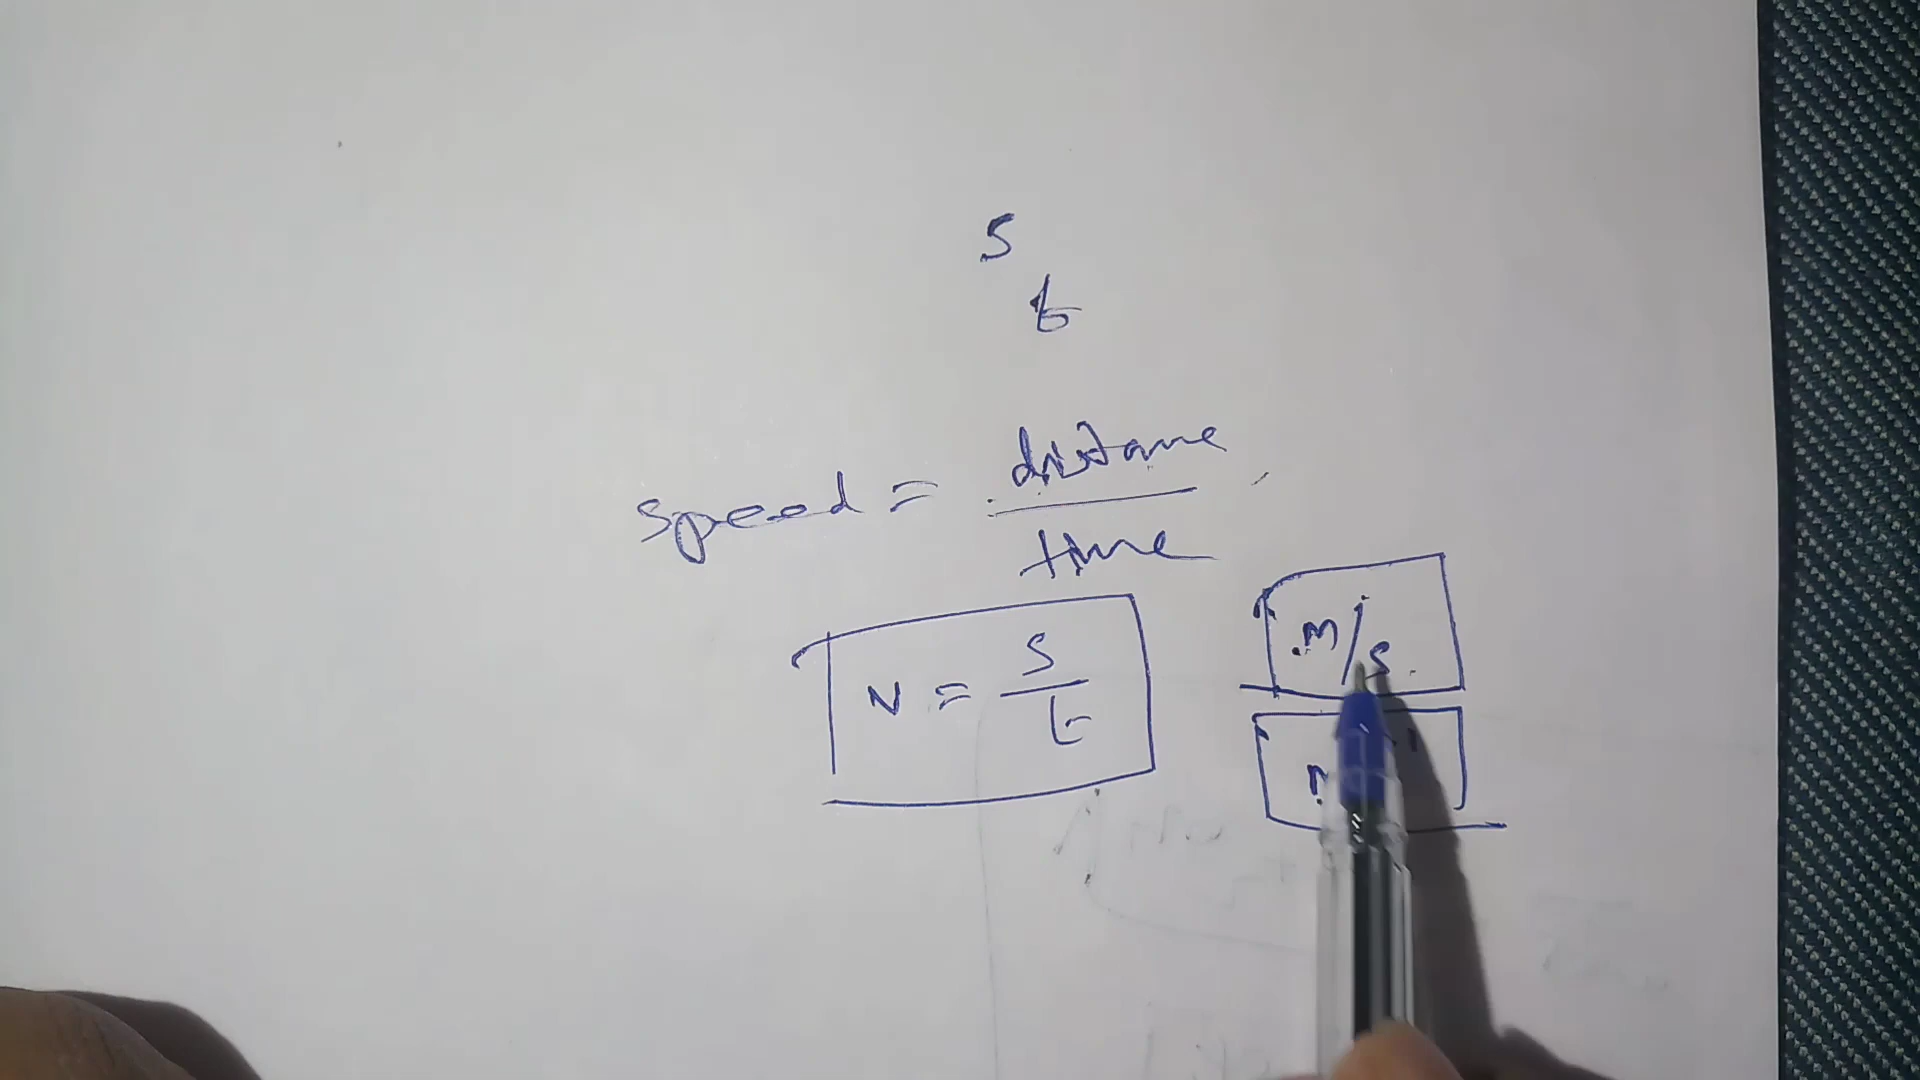 s
t
speed = distance
time
v = s/t
m/s